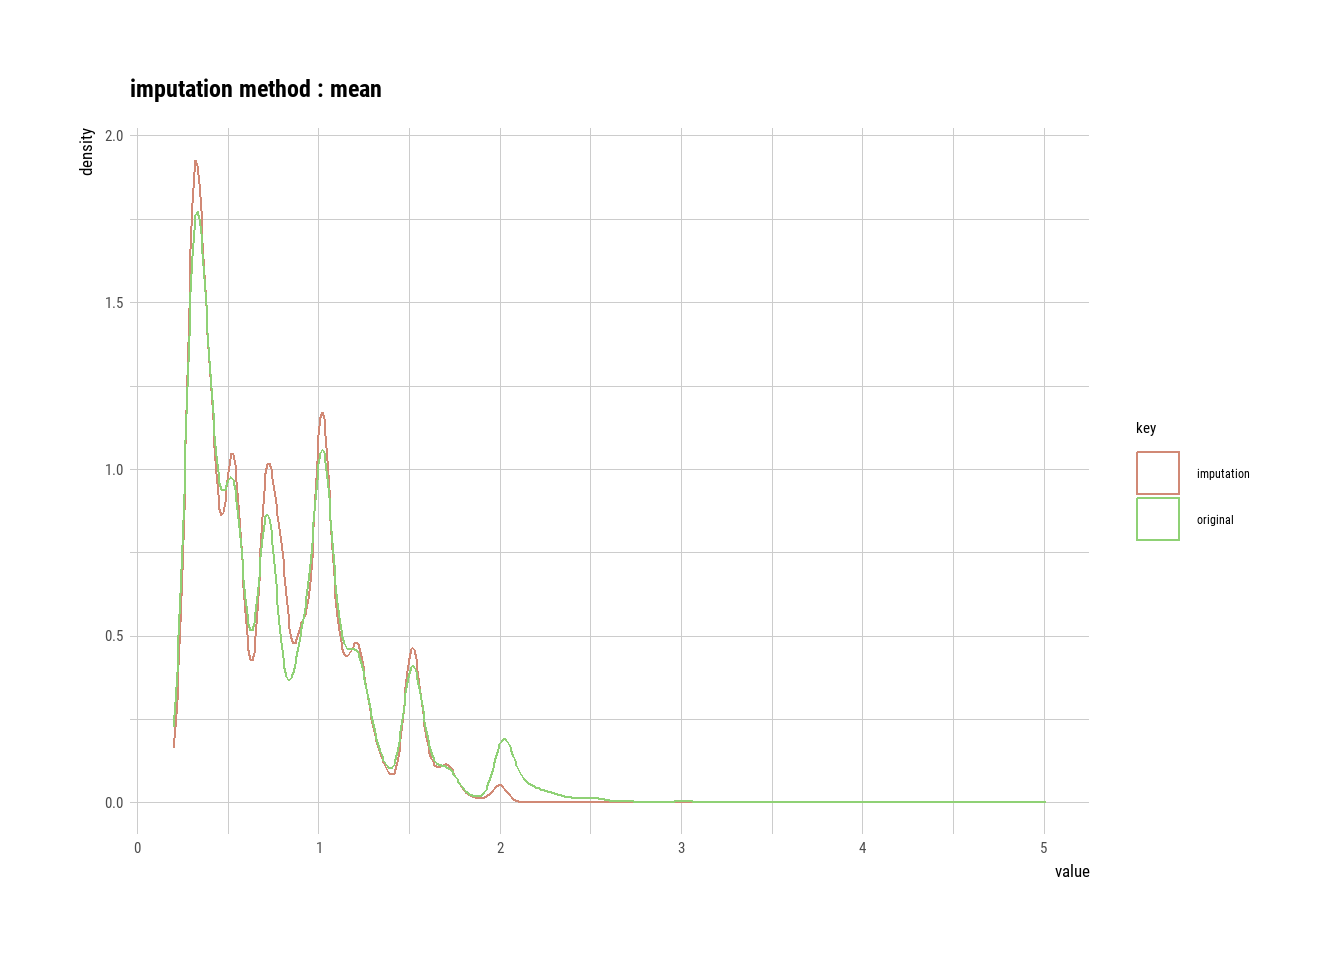 imputation method : mean
density
2.0
1.5
1.0
0.5
0.0
0 1 2 3 4 5
value
key
imputation
original